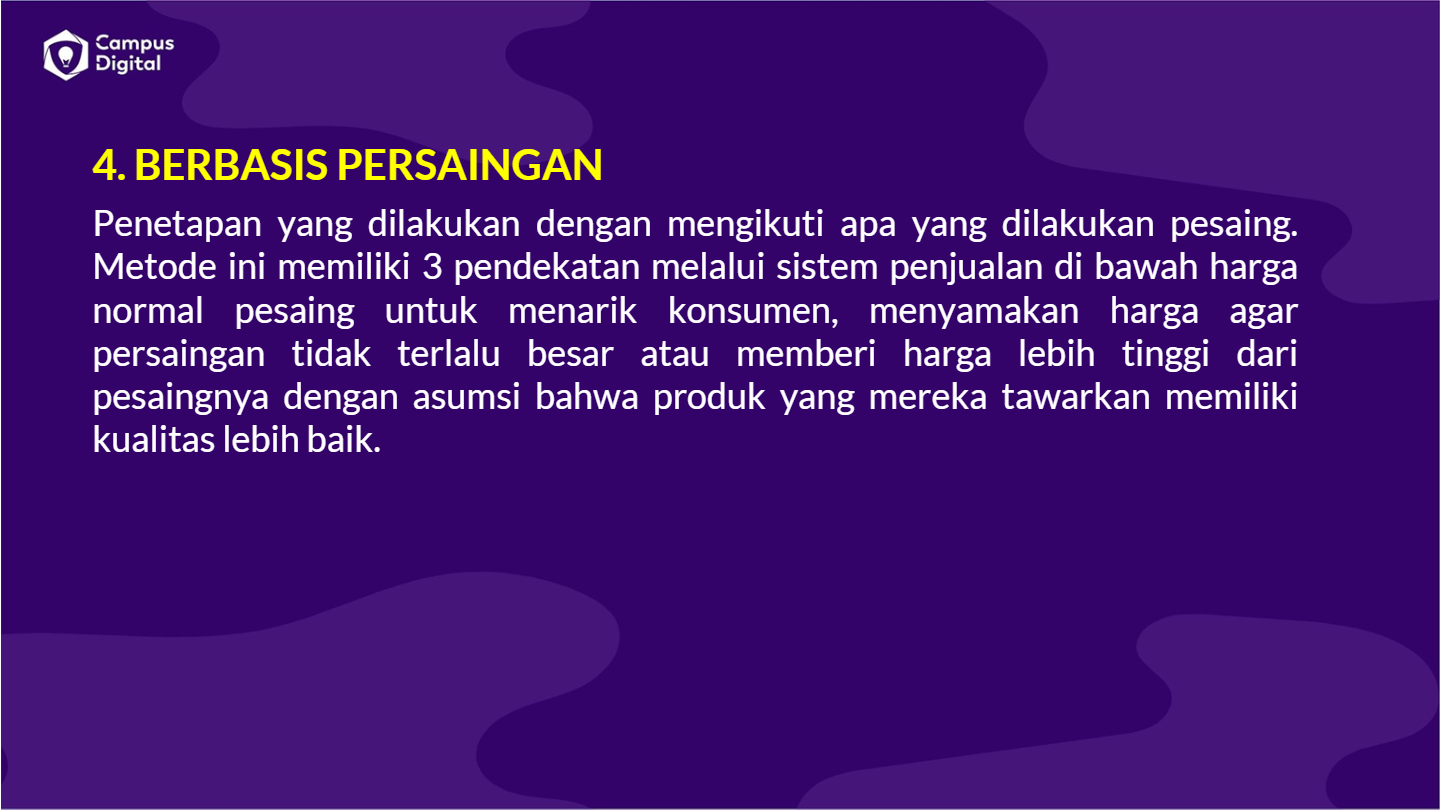 Campus
Digital
4. BERBASIS PERSAINGAN
Penetapan yang dilakukan dengan mengikuti apa yang dilakukan pesaing.
Metode ini memiliki 3 pendekatan melalui sistem penjualan di bawah harga
normal pesaing untuk menarik konsumen, menyamakan harga agar
persaingan tidak terlalu besar atau memberi harga lebih tinggi dari
pesaingnya dengan asumsi bahwa produk yang mereka tawarkan memiliki
kualitas lebih baik.